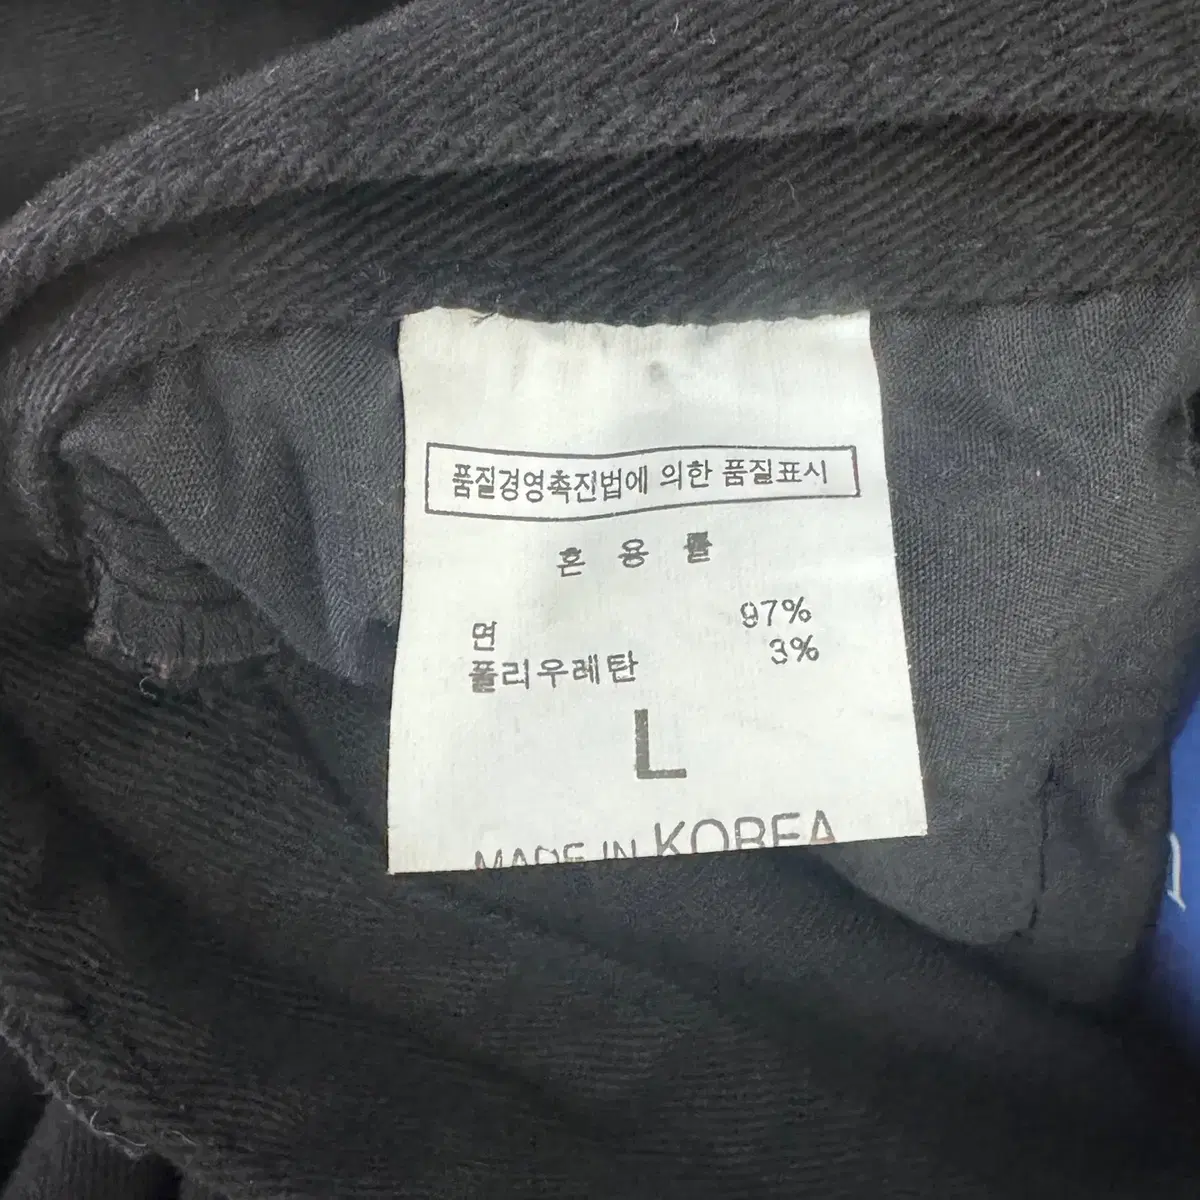 품질경영촉진법에 의한 품질표시
혼 용 률
면 97%
폴리우레탄 3%
L
MADE IN KOREA